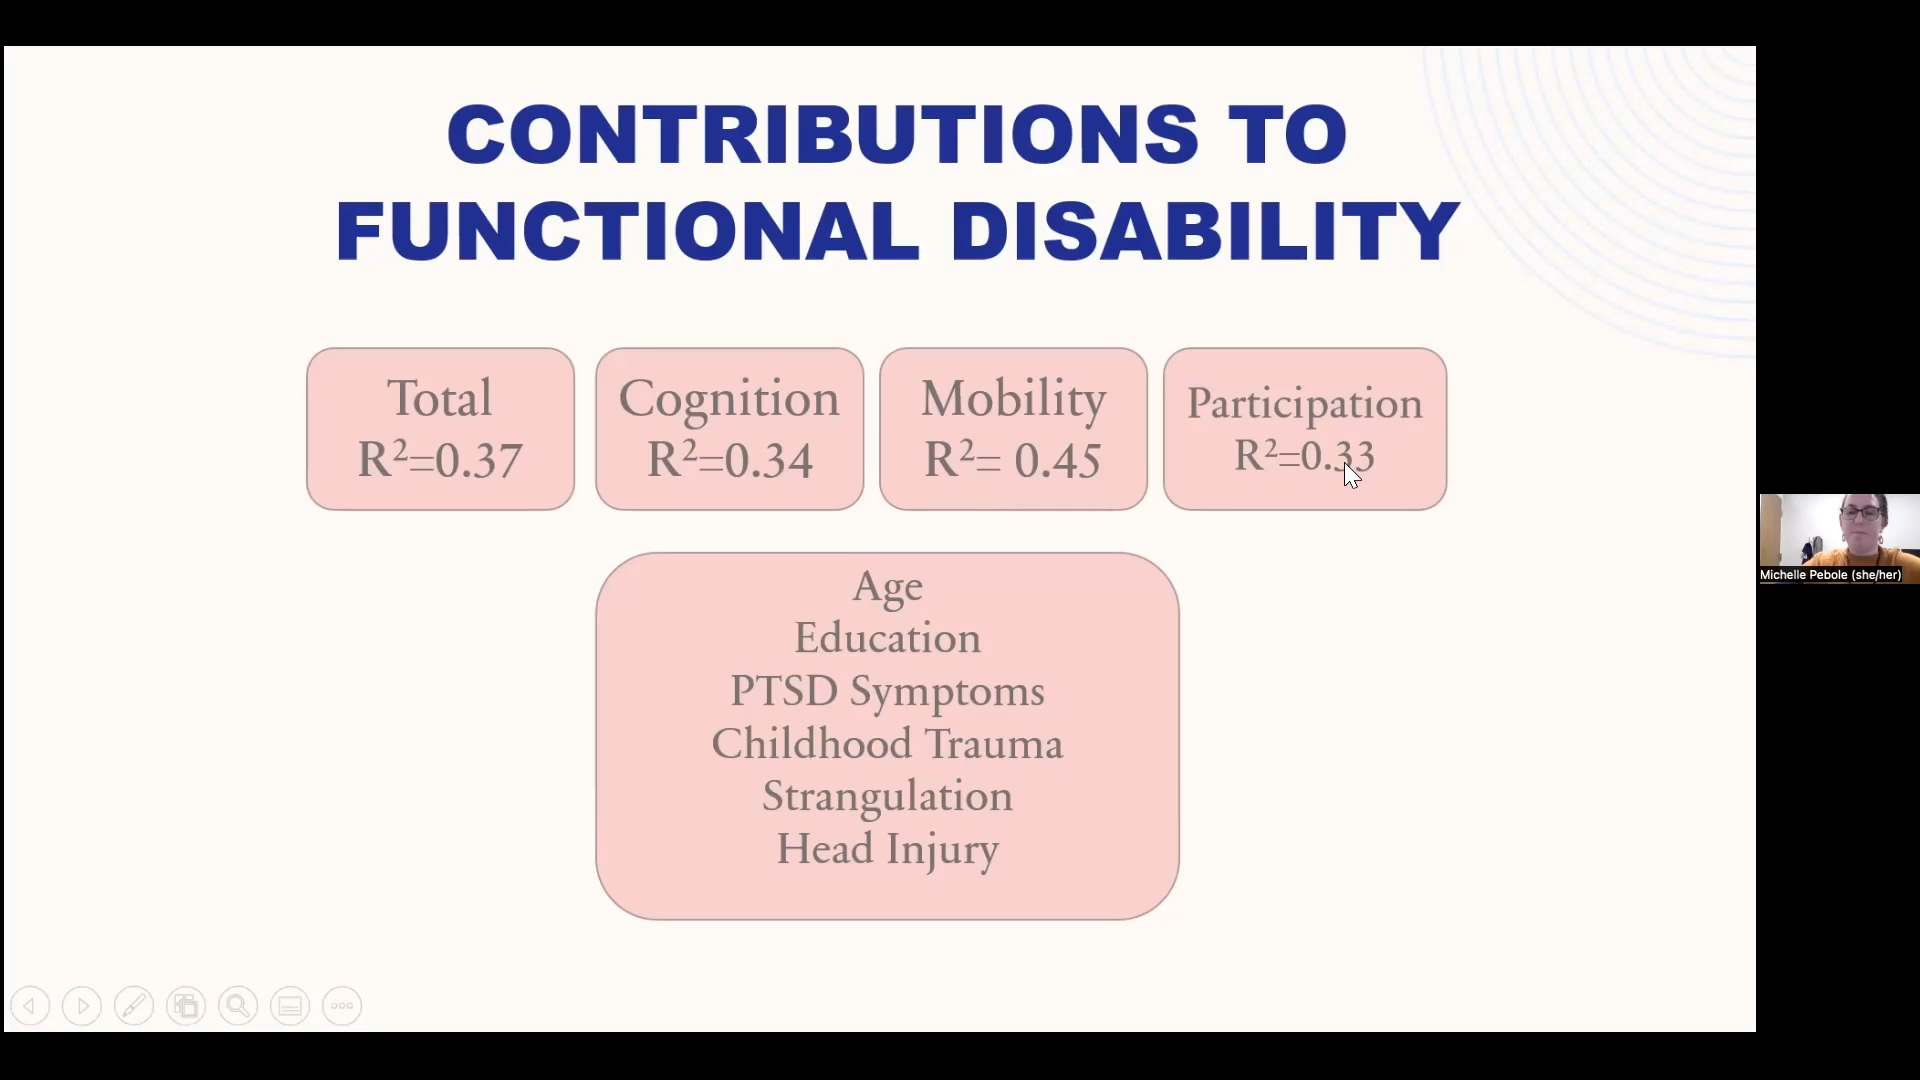 CONTRIBUTIONS TO
FUNCTIONAL DISABILITY
Total
R²=0.37
Cognition
R²=0.34
Mobility
R²= 0.45
Participation
R²=0.33
Age
Education
PTSD Symptoms
Childhood Trauma
Strangulation
Head Injury
Michelle Pebole (she/her)